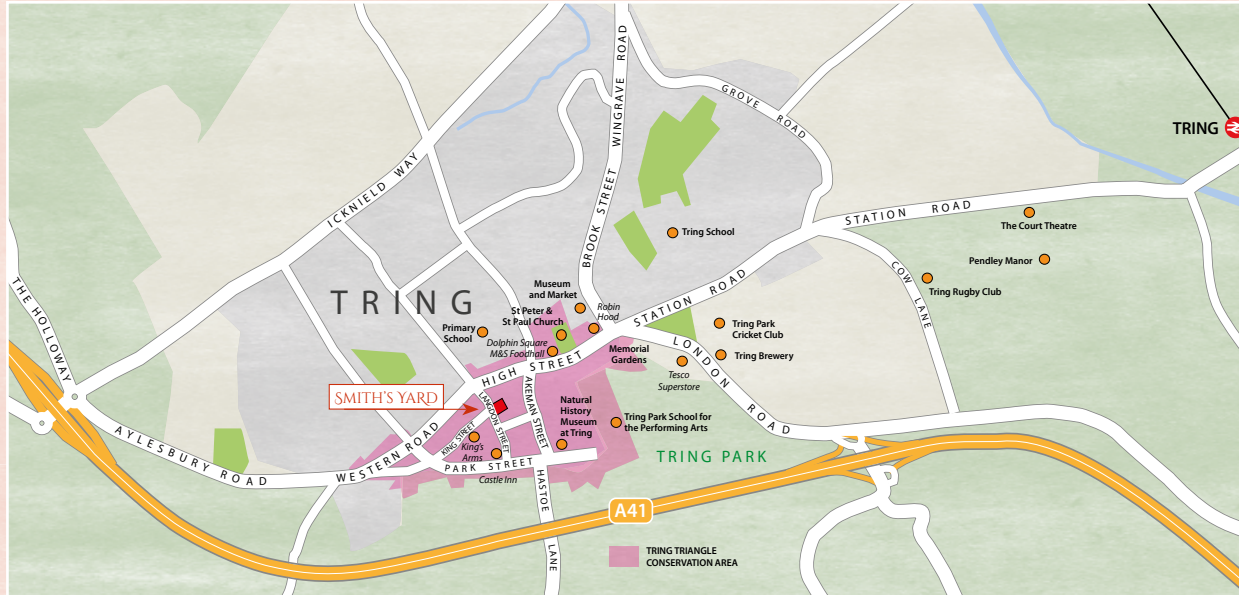 WINGRAVE ROAD
GROVE ROAD
TRING
ICKNIELD WAY
BROOK STREET
STATION ROAD
The Court Theatre
Tring School
Pendley Manor
COW LANE
Tring Rugby Club
THE HOLLOWAY
TRING
Museum
and Market
Robin
Hood
STATION ROAD
St Peter &
St Paul Church
Primary
School
Dolphin Square
M&S Foodhall
Tring Park
Cricket Club
HIGH STREET
Memorial
Gardens
LONDON ROAD
Tring Brewery
Tesco
Superstore
SMITH'S YARD
LANGDON STREET
AKEMAN STREET
Natural
History
Museum
at Tring
Tring Park School for
the Performing Arts
AYLESBURY ROAD
WESTERN ROAD
KING STREET
King's
Arms
PARK STREET
Castle Inn
TRING PARK
HASTOE LANE
A41
TRING TRIANGLE
CONSERVATION AREA